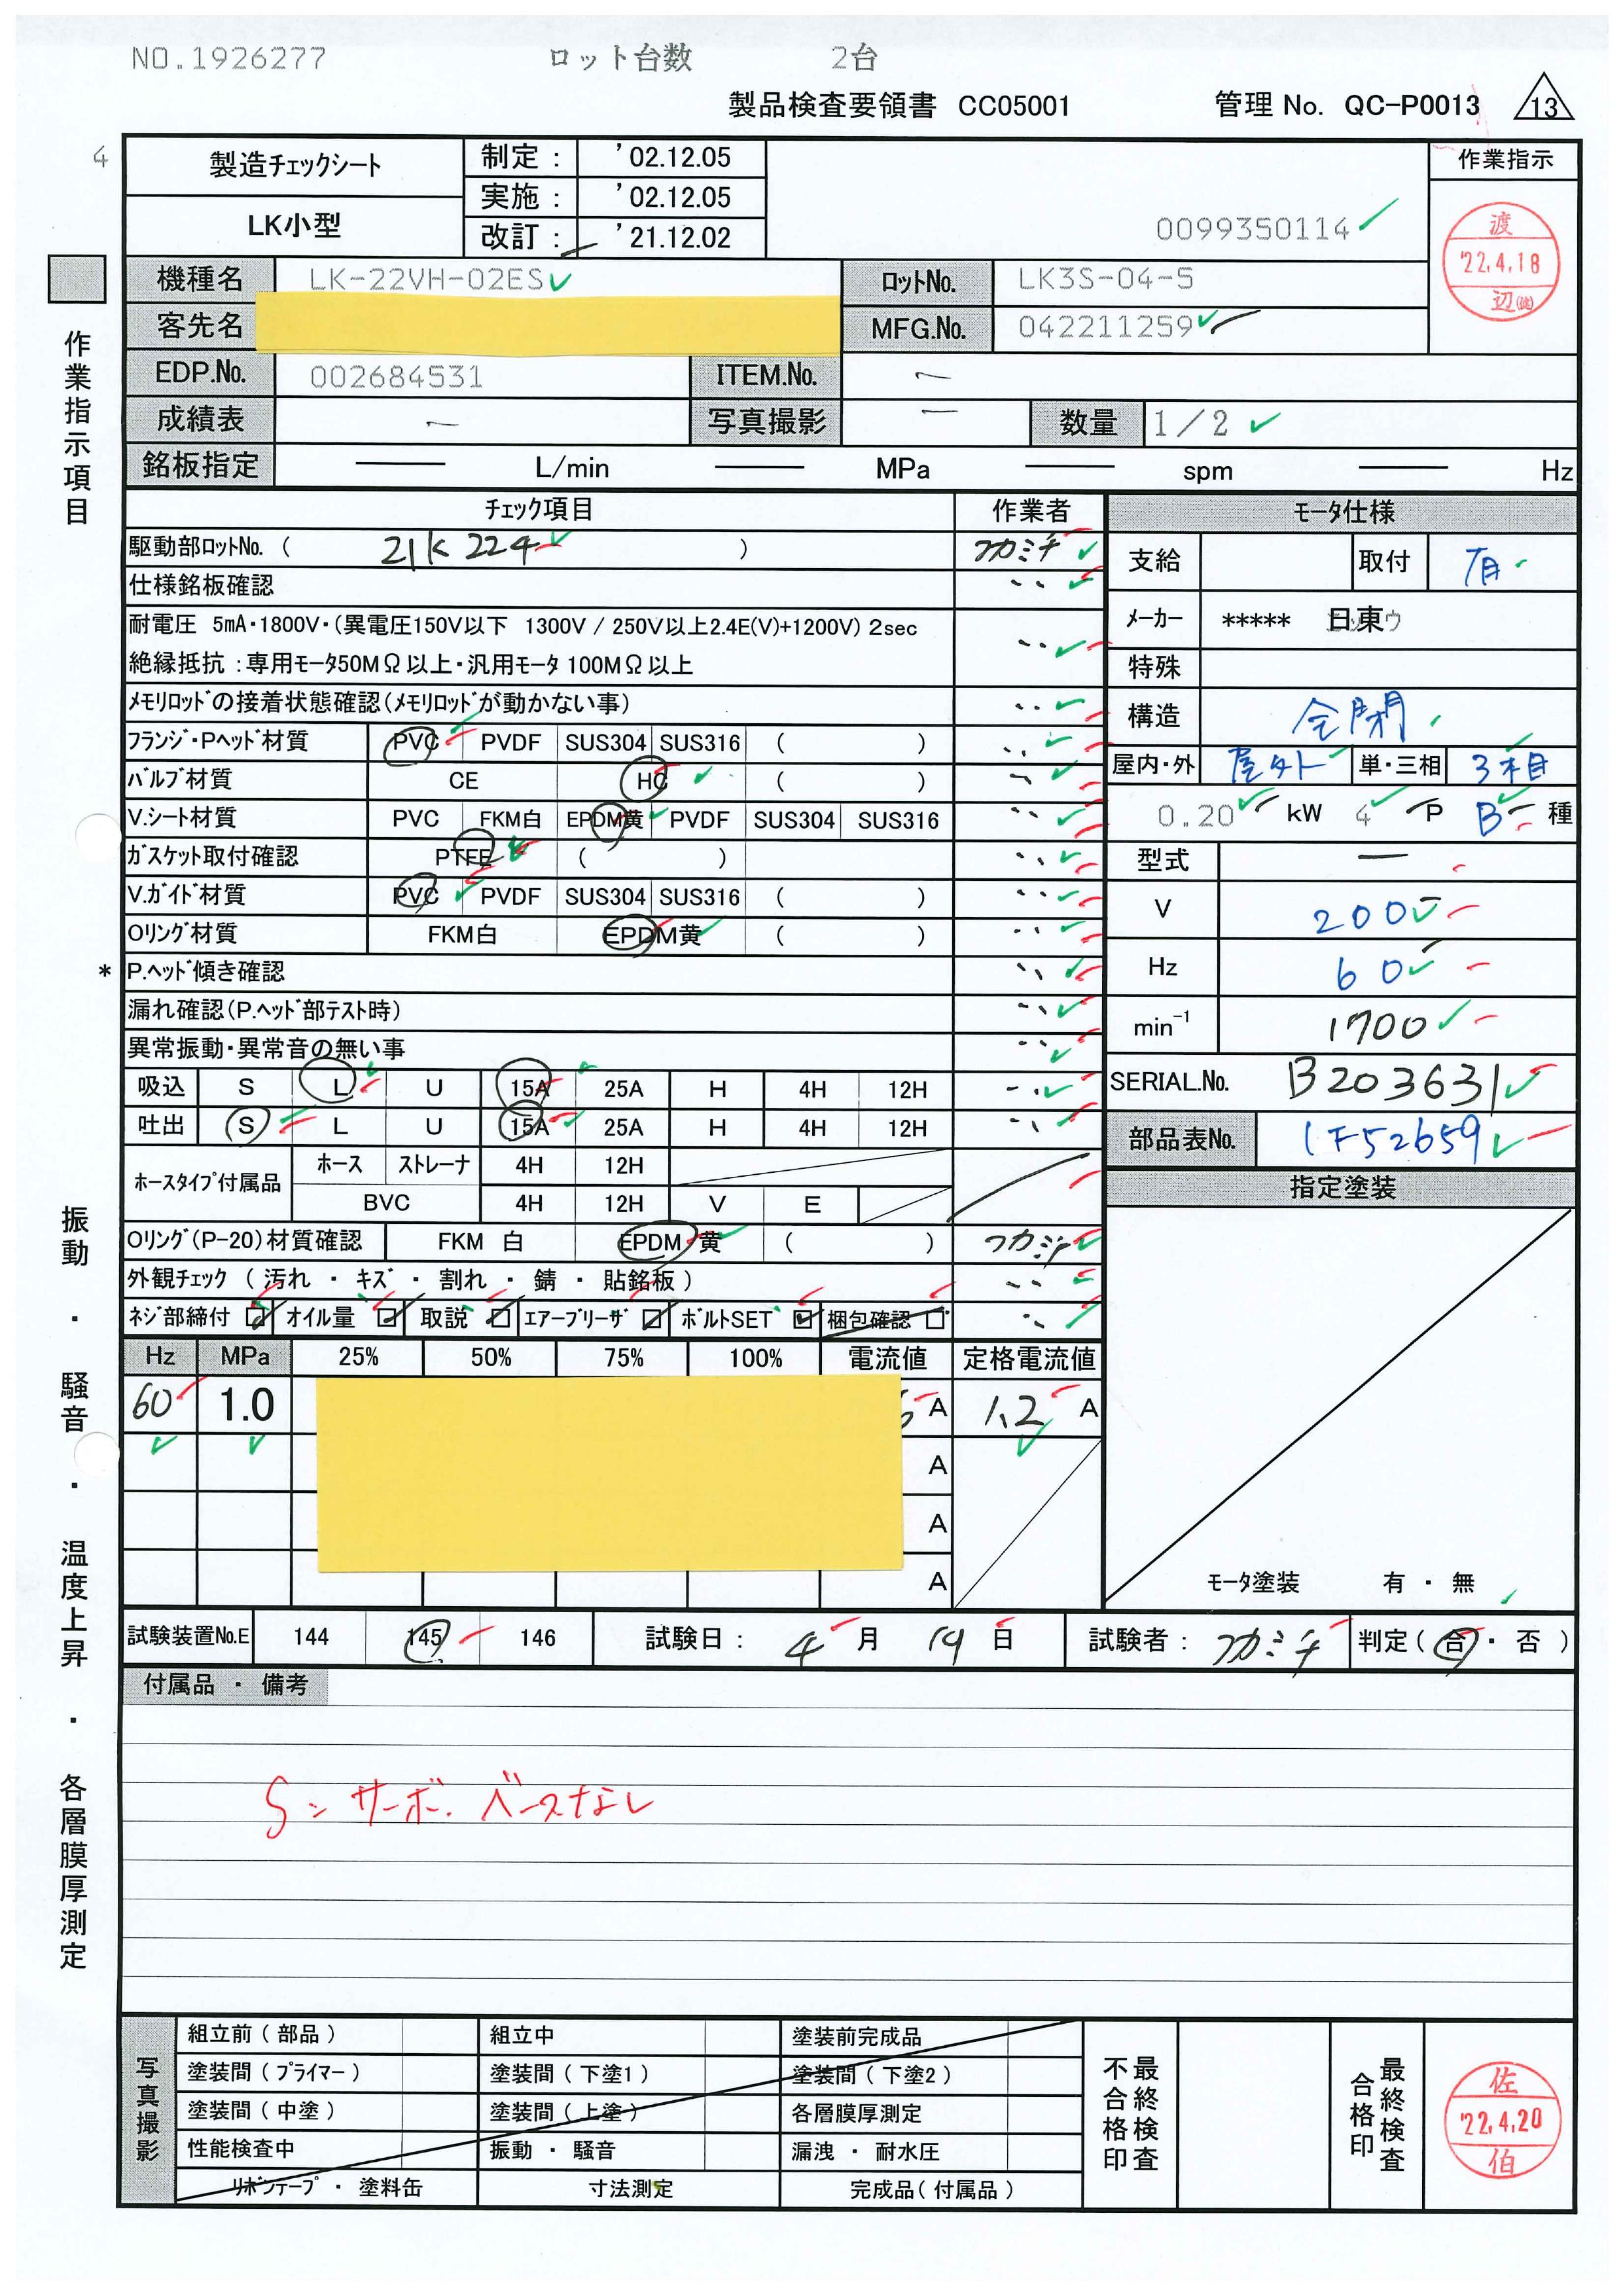 NO.1926277 ロット台数 2台
製品検査要領書 CC05001 管理 No. QC-P0013 13
4
製造チェックシート 制定： '02.12.05 作業指示
実施： '02.12.05
LK小型 改訂： '21.12.02 0099350114
渡 '22.4.18 辺
機種名 LK-22VH-02ES ロットNo. LK3S-04-5
客先名 MFG.No. 042211259
EDP.No. 002684531 ITEM.No. ー
成績表 ー 写真撮影 ー 数量 1/2
銘板指定 ― L/min ― MPa ― spm ― Hz
作業指示項目
チェック項目 作業者 モータ仕様
駆動部ロットNo. ( 21K224 ) フカミチ
仕様銘板確認 〃
耐電圧 5mA・1800V・(異電圧150V以下 1300V / 250V以上2.4E(V)+1200V) 2sec
絶縁抵抗：専用モータ50MΩ以上・汎用モータ 100MΩ以上 〃
メモリロッドの接着状態確認(メモリロッドが動かない事) 〃
フランジ・Pヘッド材質 PVC PVDF SUS304 SUS316 ( ) 〃
バルブ材質 CE HC ( ) 〃
V.シート材質 PVC FKM白 EPDM黄 PVDF SUS304 SUS316 〃
ガスケット取付確認 PTFE ( ) 〃
V.ガイド材質 PVC PVDF SUS304 SUS316 ( ) 〃
Oリング材質 FKM白 EPDM黄 ( ) 〃
* P.ヘッド傾き確認 〃
漏れ確認(P.ヘッド部テスト時) 〃
異常振動・異常音の無い事 〃
吸込 S L U 15A 25A H 4H 12H 〃
吐出 S L U 15A 25A H 4H 12H 〃
ホースタイプ付属品 ホース ストレーナ 4H 12H
BVC 4H 12H V E
Oリング(P-20)材質確認 FKM 白 EPDM 黄 ( ) フカミチ
外観チェック ( 汚れ ・ キズ ・ 割れ ・ 錆 ・ 貼銘板 ) 〃
ネジ部締付 ☑ オイル量 ☑ 取説 ☑ エアーブリーザ ☑ ボルトSET ☑ 梱包確認 □ 〃
支給 取付 有
メーカー ***** 日東
特殊
構造 全閉
屋内・外 屋外 単・三相 3相
0.20 kW 4 P B 種
型式 ー
V 200
Hz 60
min⁻¹ 1700
SERIAL.No. B203631
部品表No. LF52659
指定塗装
モータ塗装 有 ・ 無
Hz MPa 25% 50% 75% 100% 電流値 定格電流値
60 1.0 A 1.2 A
A
A
A
試験装置No.E 144 145 146 試験日： 4 月 19 日 試験者： フカミチ 判定 ( 合 ・ 否 )
振動 ・ 騒音 ・ 温度上昇 ・ 各層膜厚測定
付属品 ・ 備考
S: サーボ. ベースなし
写真撮影
組立前 ( 部品 ) 組立中 塗装前完成品
塗装間 ( プライマー ) 塗装間 ( 下塗1 ) 塗装間 ( 下塗2 )
塗装間 ( 中塗 ) 塗装間 ( 上塗 ) 各層膜厚測定
性能検査中 振動 ・ 騒音 漏洩 ・ 耐水圧
リボンテープ ・ 塗料缶 寸法測定 完成品( 付属品 )
最終検査不合格印 最終検査合格印
佐 '22.4.20 伯